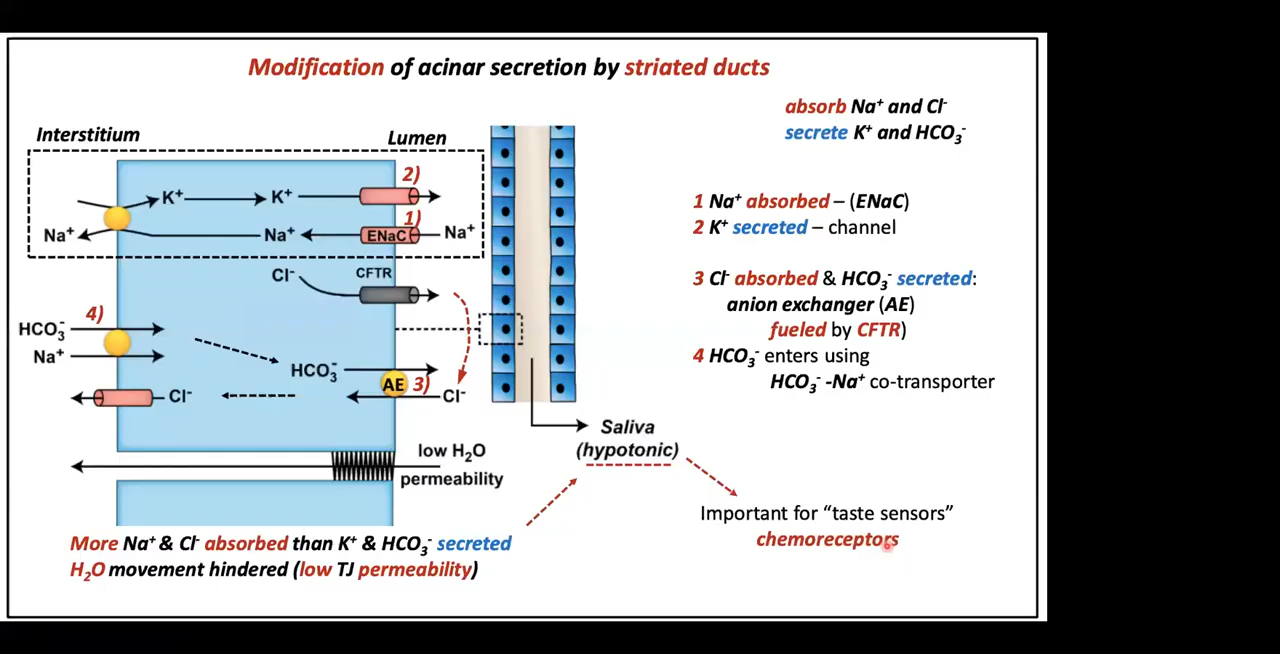 Modification of acinar secretion by striated ducts
absorb Na⁺ and Cl⁻
secrete K⁺ and HCO₃⁻
Interstitium
Lumen
2)
K⁺
K⁺
1)
Na⁺
Na⁺
ENaC
Na⁺
Cl⁻
CFTR
4)
HCO₃⁻
Na⁺
HCO₃⁻
AE
3)
Cl⁻
Cl⁻
low H₂O
permeability
1 Na⁺ absorbed – (ENaC)
2 K⁺ secreted – channel
3 Cl⁻ absorbed & HCO₃⁻ secreted:
anion exchanger (AE)
fueled by CFTR)
4 HCO₃⁻ enters using
HCO₃⁻ -Na⁺ co-transporter
Saliva
(hypotonic)
Important for “taste sensors”
chemoreceptors
More Na⁺ & Cl⁻ absorbed than K⁺ & HCO₃⁻ secreted
H₂O movement hindered (low TJ permeability)